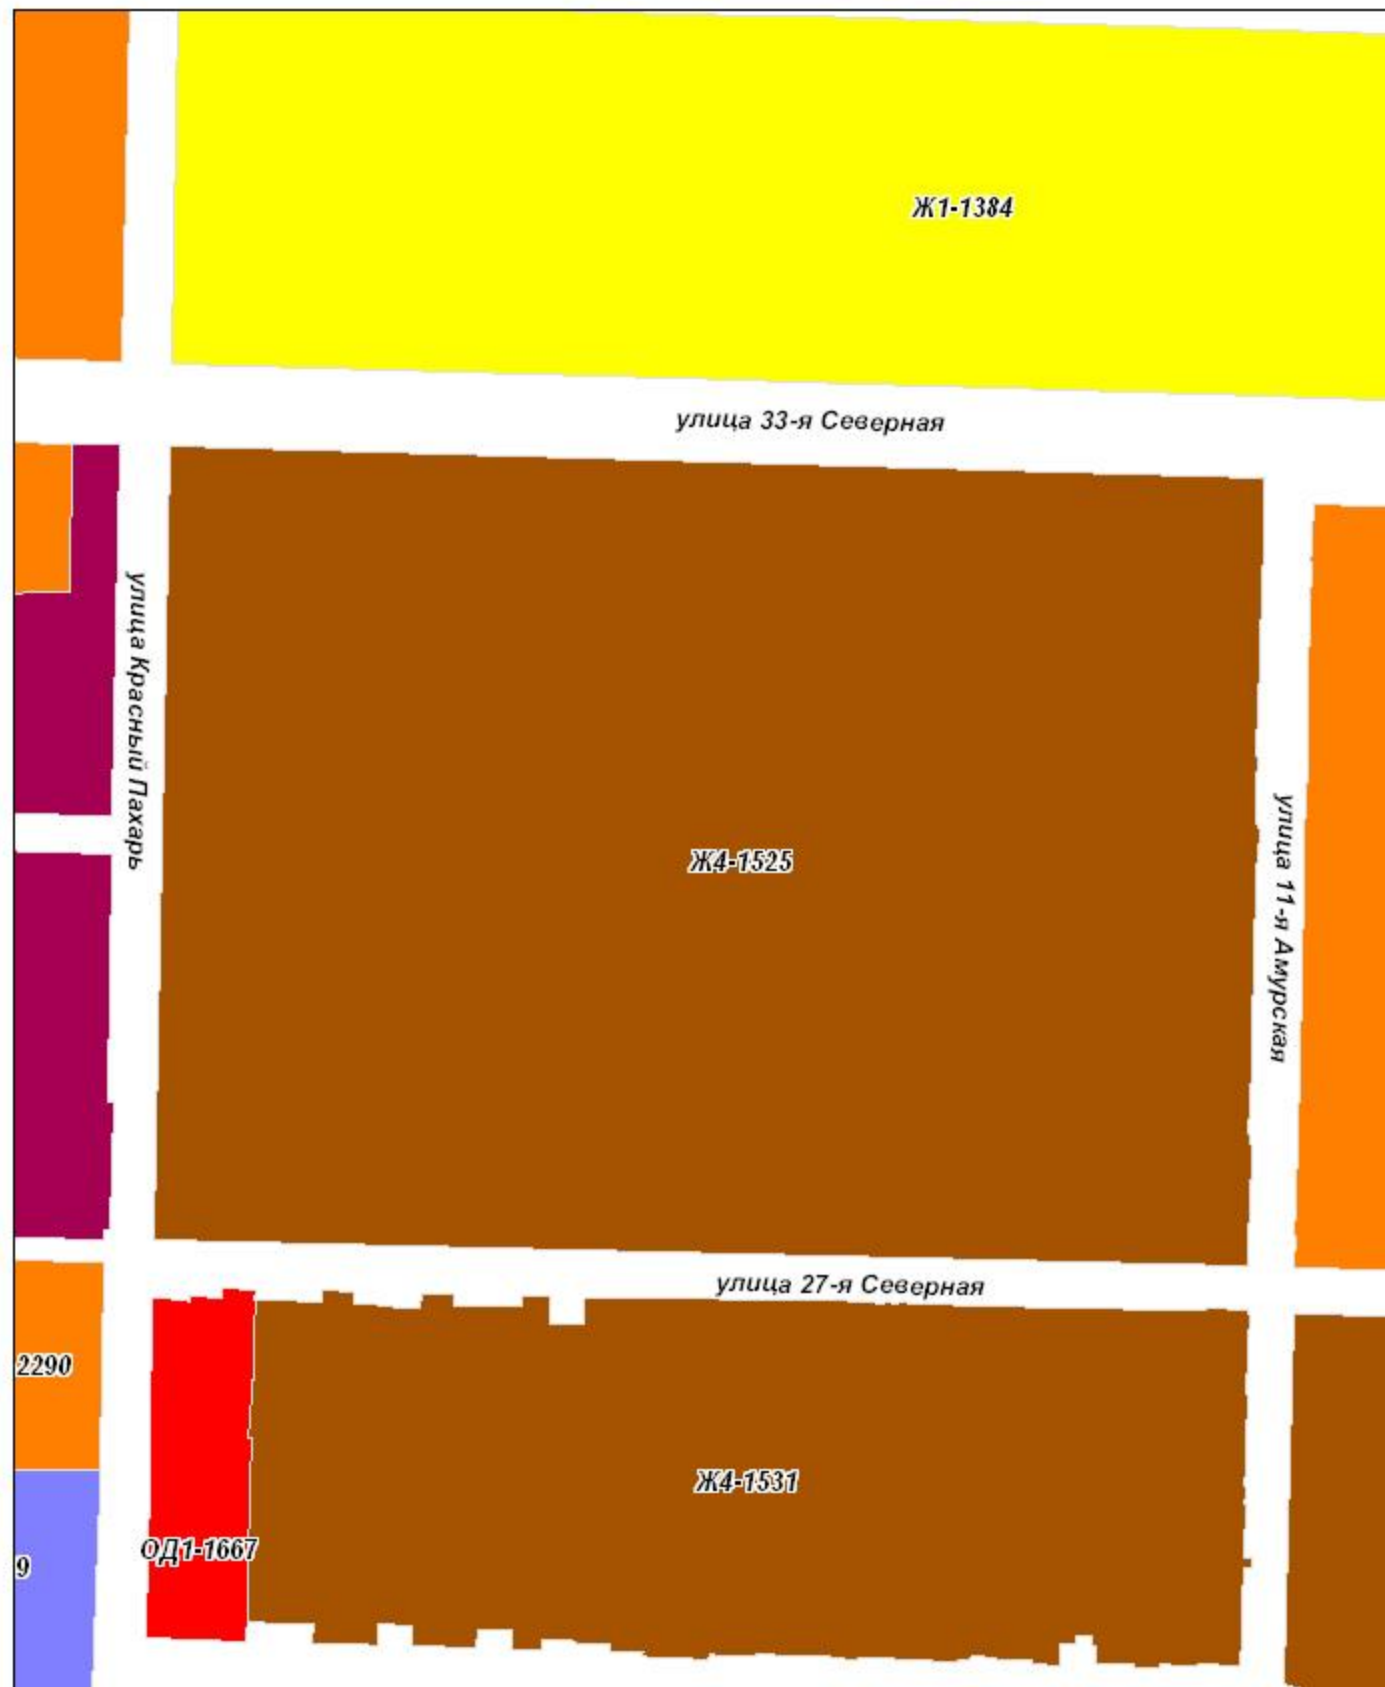 Ж1-1384
улица 33-я Северная
улица Красный Пахарь
Ж4-1525
улица 11-я Амурская
улица 27-я Северная
2290
Ж4-1531
ОД1-1667
9